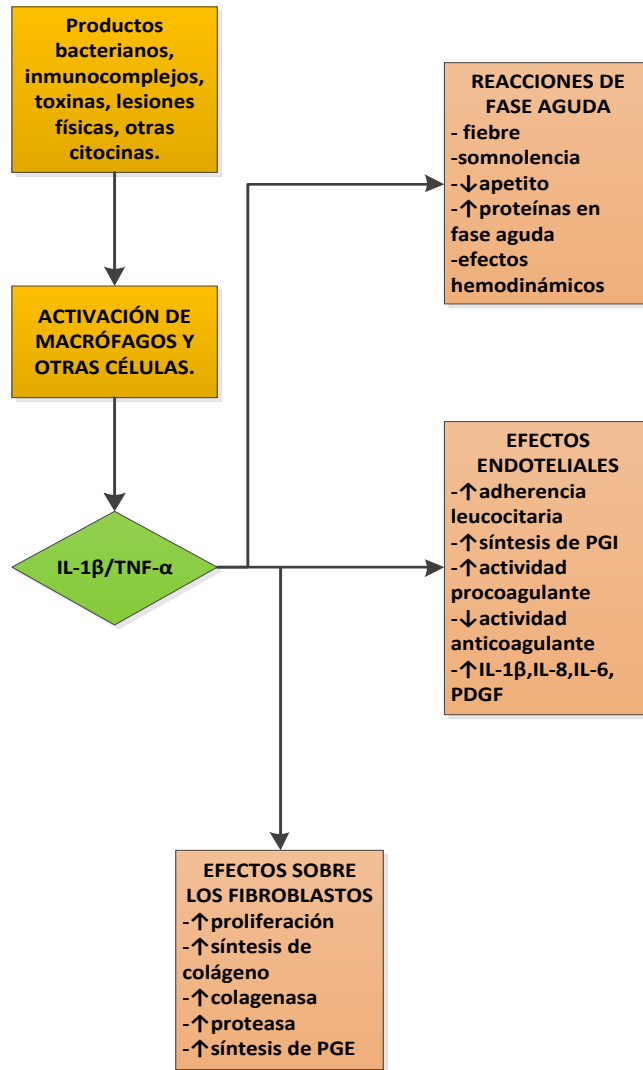 Productos
bacterianos,
inmunocomplejos,
toxinas, lesiones
físicas, otras
citocinas.
ACTIVACIÓN DE
MACRÓFAGOS Y
OTRAS CÉLULAS.
IL-1β/TNF-α
REACCIONES DE
FASE AGUDA
- fiebre
-somnolencia
-↓apetito
-↑proteínas en
fase aguda
-efectos
hemodinámicos
EFECTOS
ENDOTELIALES
-↑adherencia
leucocitaria
-↑síntesis de PGI
-↑actividad
procoagulante
-↓actividad
anticoagulante
-↑IL-1β,IL-8,IL-6,
PDGF
EFECTOS SOBRE
LOS FIBROBLASTOS
-↑proliferación
-↑síntesis de
colágeno
-↑colagenasa
-↑proteasa
-↑síntesis de PGE